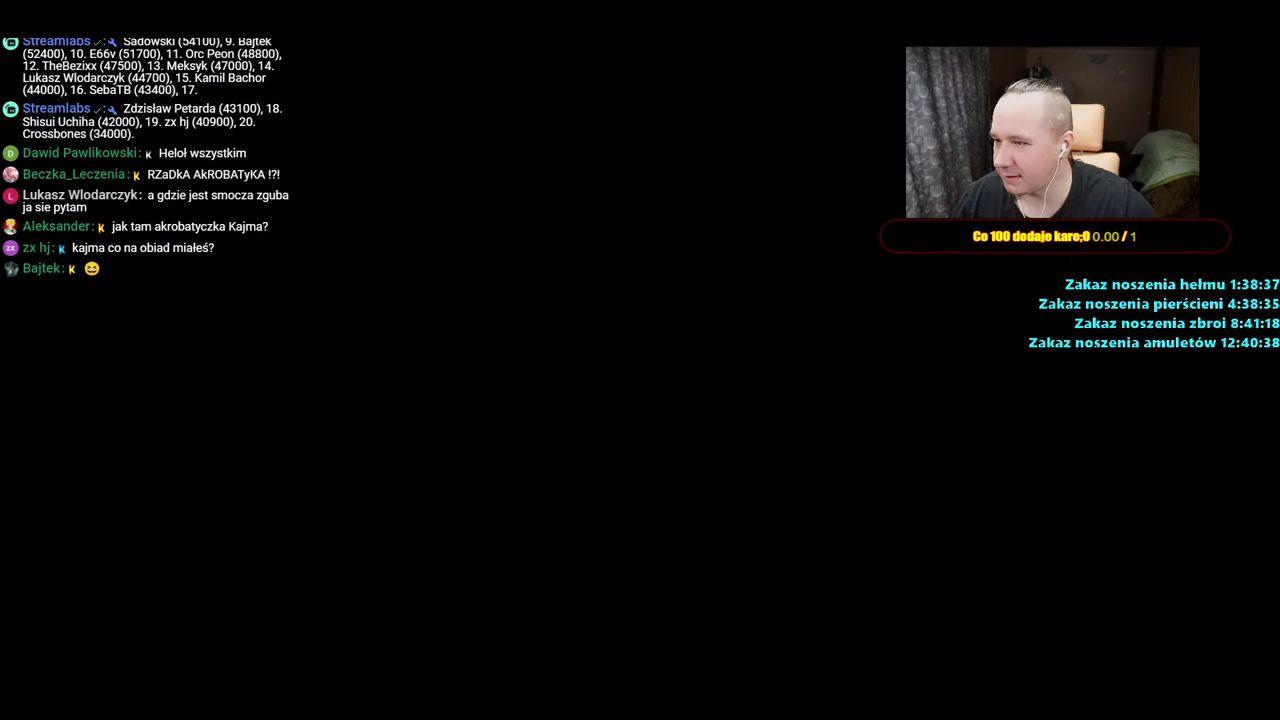 Streamlabs: Sadowski (54100), 9. Bajtek
(52400), 10. E66v (51700), 11. Orc Peon (48800),
12. TheBezixx (47500), 13. Meksyk (47000), 14.
Lukasz Wlodarczyk (44700), 15. Kamil Bachor
(44000), 16. SebaTB (43400), 17.
Streamlabs: Zdzisław Petarda (43100), 18.
Shisui Uchiha (42000), 19. zx hj (40900), 20.
Crossbones (34000).
D Dawid Pawlikowski: K Heloł wszystkim
Beczka_Leczenia: K RZaDkA AkROBATyKA !?!
L Lukasz Wlodarczyk: a gdzie jest smocza zguba
ja sie pytam
Aleksander: K jak tam akrobatyczka Kajma?
zx zx hj: K kajma co na obiad miałeś?
Bajtek: K 😆
Co 100 dodaje kare;0 0.00 / 1
Zakaz noszenia hełmu 1:38:37
Zakaz noszenia pierścieni 4:38:35
Zakaz noszenia zbroi 8:41:18
Zakaz noszenia amuletów 12:40:38